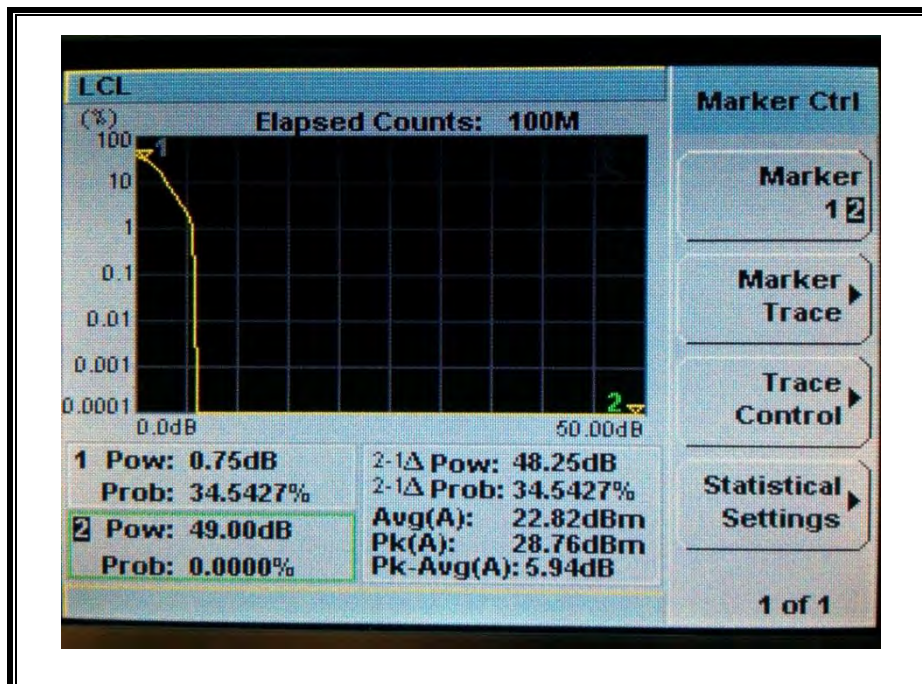 LCL
(%) Elapsed Counts: 100M
100
10
1
0.1
0.01
0.001
0.0001
1
2
0.0dB 50.00dB
1 Pow: 0.75dB
Prob: 34.5427%
2 Pow: 49.00dB
Prob: 0.0000%
2-1Δ Pow: 48.25dB
2-1Δ Prob: 34.5427%
Avg(A): 22.82dBm
Pk(A): 28.76dBm
Pk-Avg(A): 5.94dB
Marker Ctrl
Marker
1 2
Marker
Trace
Trace
Control
Statistical
Settings
1 of 1